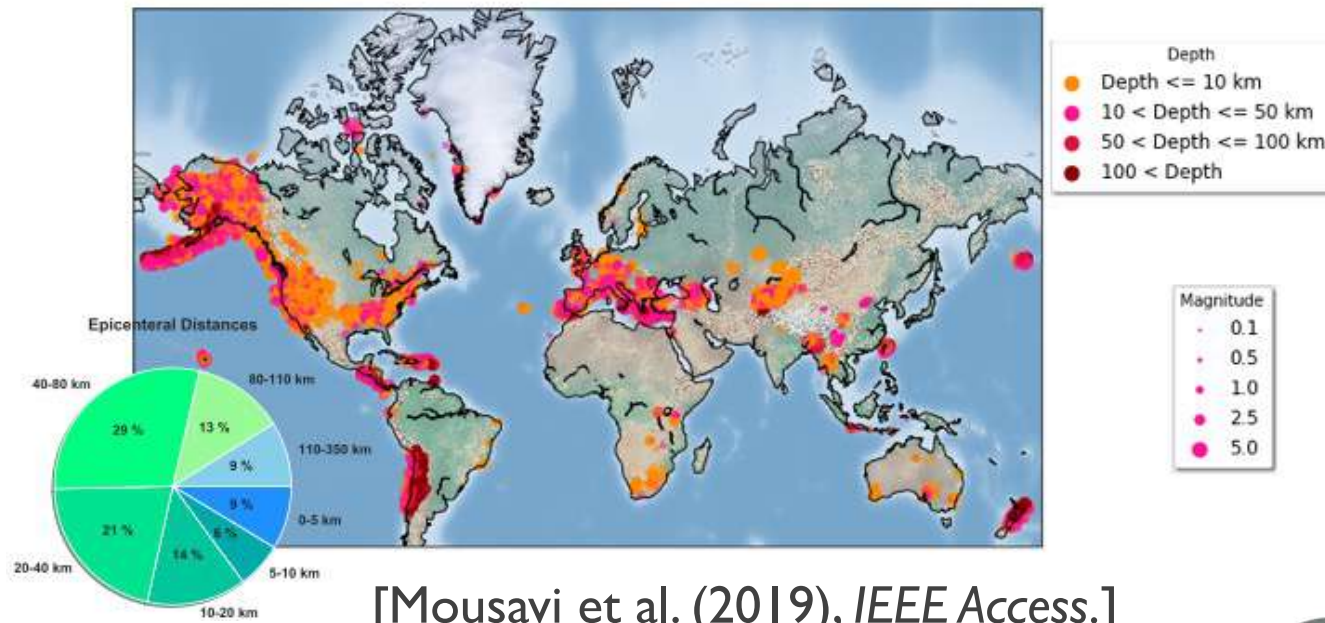 Depth
Depth <= 10 km
10 < Depth <= 50 km
50 < Depth <= 100 km
100 < Depth
Magnitude
0.1
0.5
1.0
2.5
5.0
Epicenteral Distances
40-80 km
80-110 km
29 %
13 %
110-350 km
9 %
9 %
0-5 km
21 %
6 %
14 %
5-10 km
20-40 km
10-20 km
[Mousavi et al. (2019), IEEE Access.]